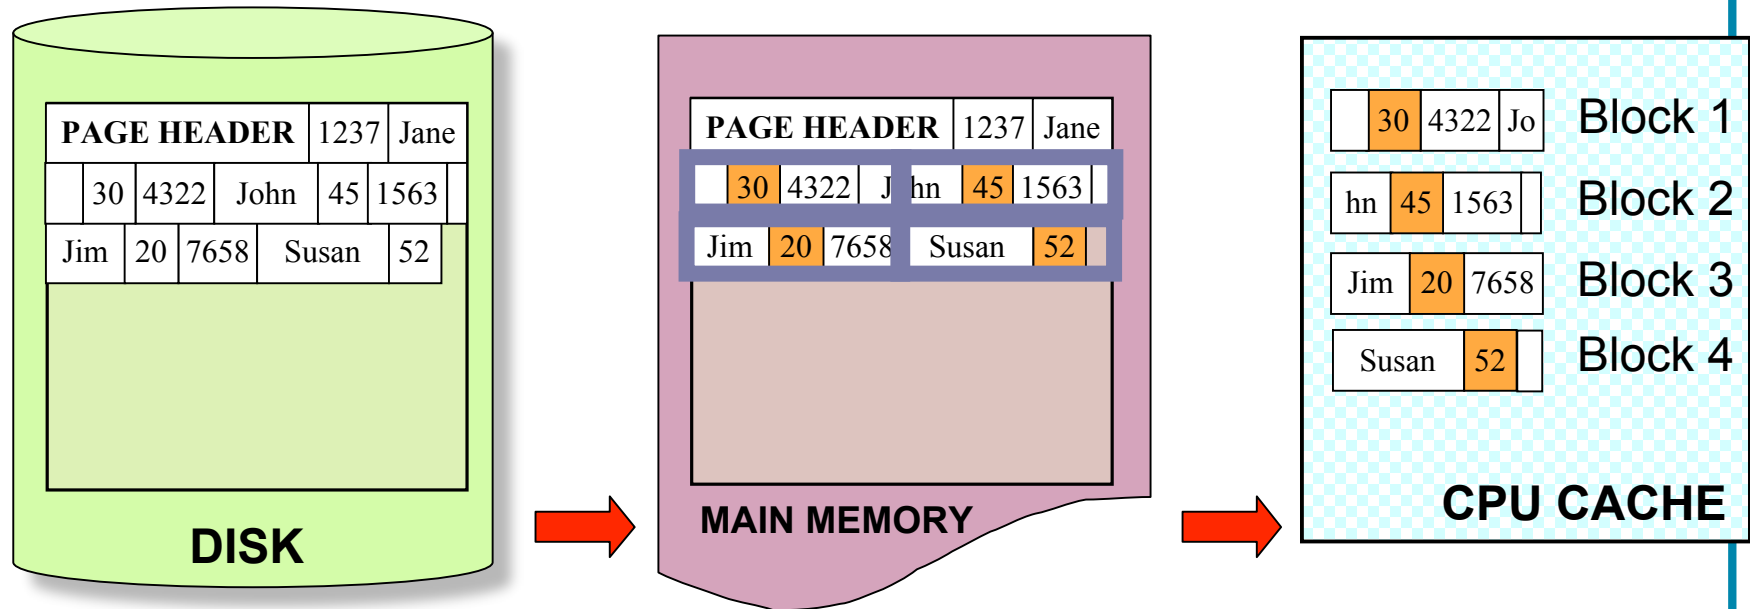 PAGE HEADER 1237 Jane
30 4322 John 45 1563
Jim 20 7658 Susan 52
DISK
PAGE HEADER 1237 Jane
30 4322 J hn 45 1563
Jim 20 7658 Susan 52
MAIN MEMORY
30 4322 Jo Block 1
hn 45 1563 Block 2
Jim 20 7658 Block 3
Susan 52 Block 4
CPU CACHE